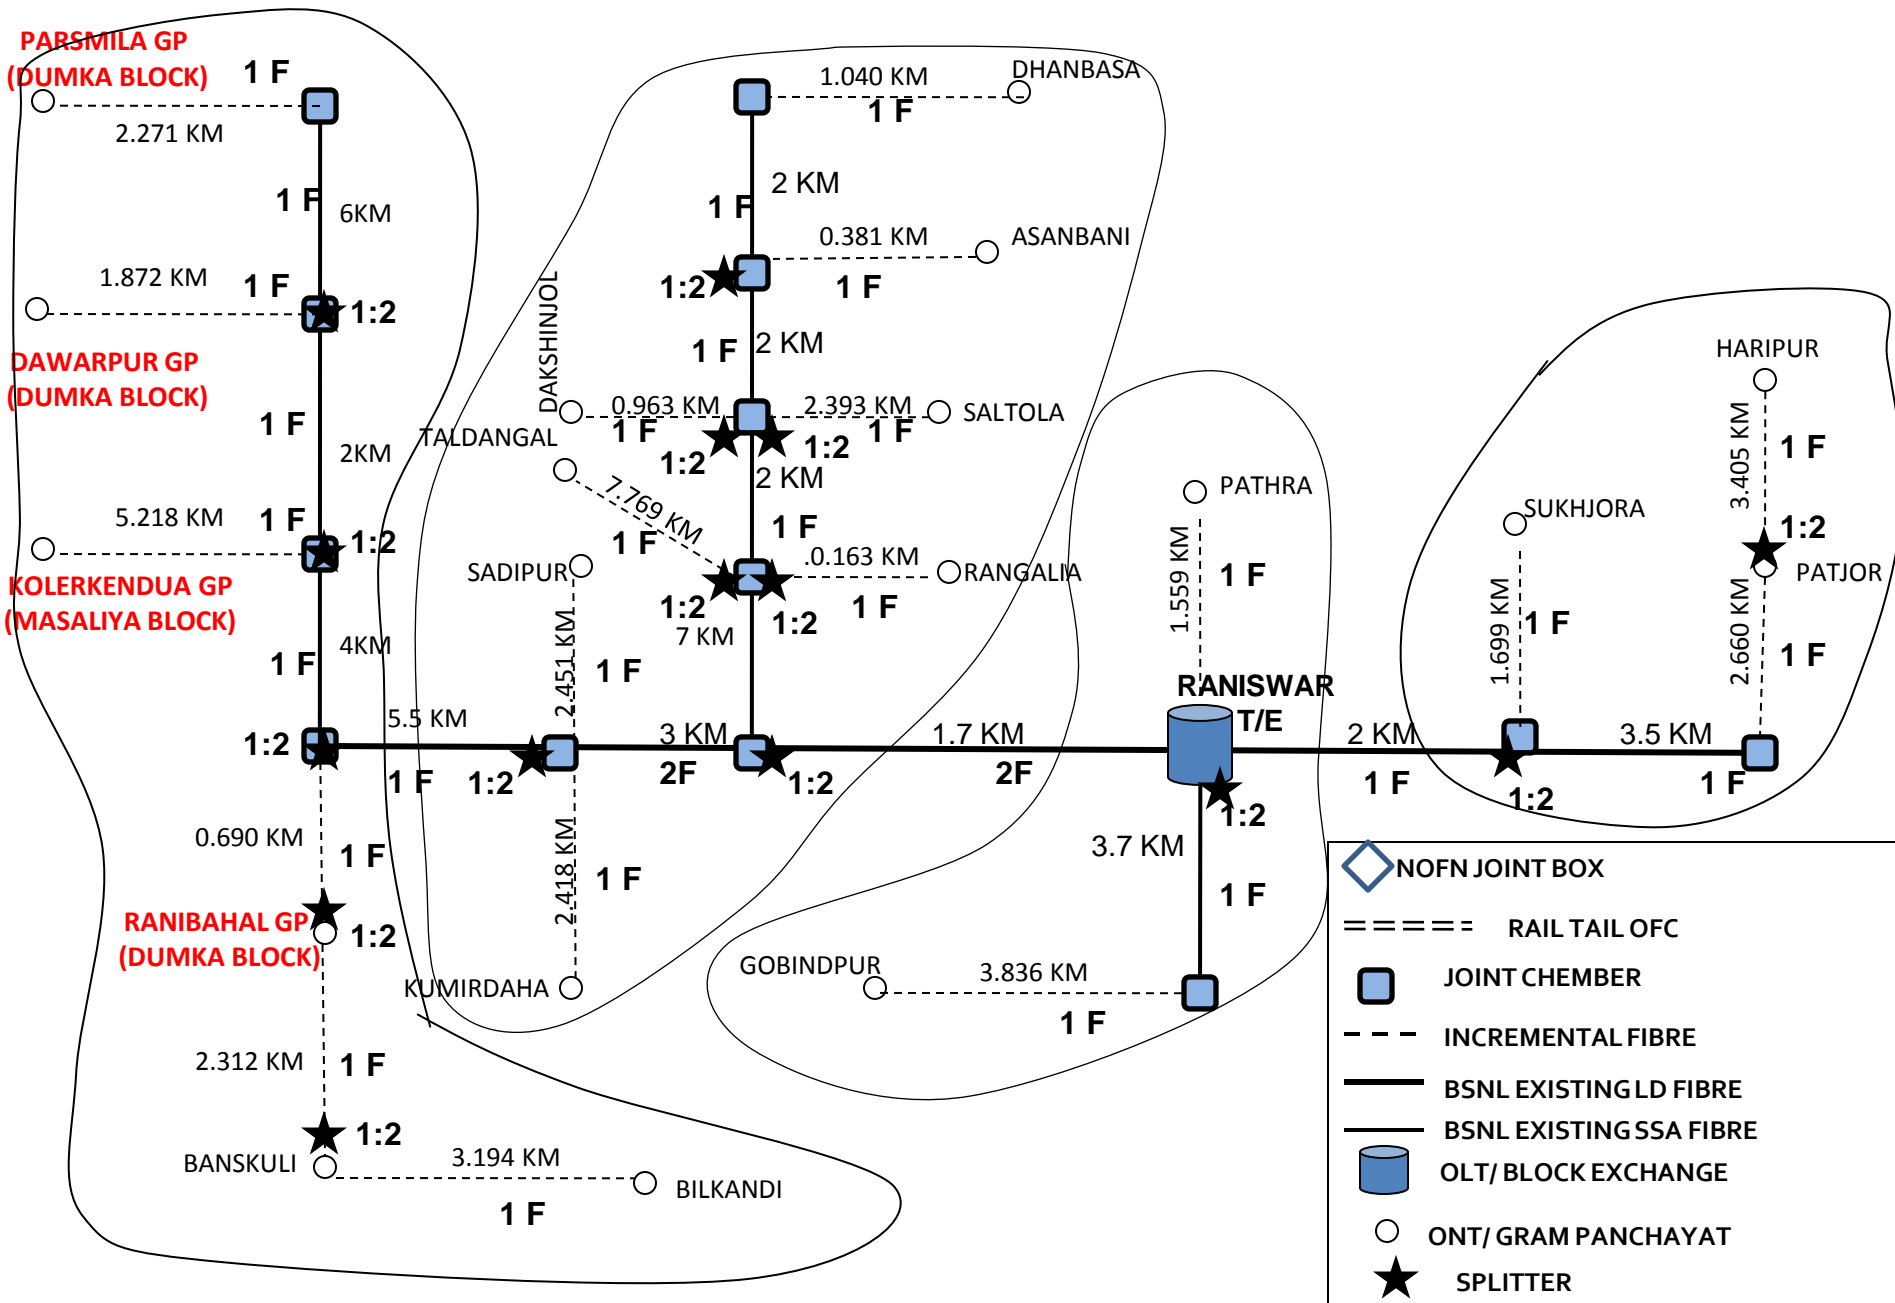 PARSMILA GP
(DUMKA BLOCK)
1 F
2.271 KM
1 F
6KM
1.872 KM
1 F
1:2
DAWARPUR GP
(DUMKA BLOCK)
1 F
2KM
5.218 KM
1 F
1:2
KOLERKENDUA GP
(MASALIYA BLOCK)
1 F
4KM
1:2
5.5 KM
1 F
0.690 KM
1 F
RANIBAHAL GP
(DUMKA BLOCK)
1:2
2.312 KM
1 F
1:2
BANSKULI
3.194 KM
1 F
BILKANDI
1.040 KM
DHANBASA
1 F
2 KM
1 F
0.381 KM
ASANBANI
1:2
1 F
DAKSHINJOL
1 F
2 KM
0.963 KM
2.393 KM
SALTOLA
1 F
1 F
TALDANGAL
1:2
1:2
2 KM
7.769 KM
1 F
1 F
.0.163 KM
RANGALIA
SADIPUR
1:2
1:2
1 F
7 KM
2.451 KM
1 F
3 KM
2F
1:2
1:2
1.7 KM
2F
2.418 KM
1 F
KUMIRDAHA
PATHRA
1.559 KM
1 F
RANISWAR
T/E
1:2
3.7 KM
1 F
GOBINDPUR
3.836 KM
1 F
2 KM
1 F
HARIPUR
3.405 KM
1 F
SUKHJORA
1:2
PATJOR
1.699 KM
1 F
2.660 KM
1 F
3.5 KM
1 F
1:2
NOFN JOINT BOX
RAIL TAIL OFC
JOINT CHEMBER
INCREMENTAL FIBRE
BSNL EXISTING LD FIBRE
BSNL EXISTING SSA FIBRE
OLT/ BLOCK EXCHANGE
ONT/ GRAM PANCHAYAT
SPLITTER